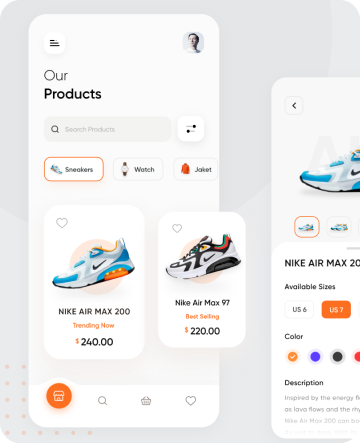 Our
Products
Search Products
Sneakers
Watch
Jaket
NIKE AIR MAX 200
Trending Now
$ 240.00
Nike Air Max 97
Best Selling
$ 220.00
NIKE AIR MAX 20
Available Sizes
US 6
US 7
Color
Description
Inspired by the energy
as lava flows and the
Nike Air Max 200 can